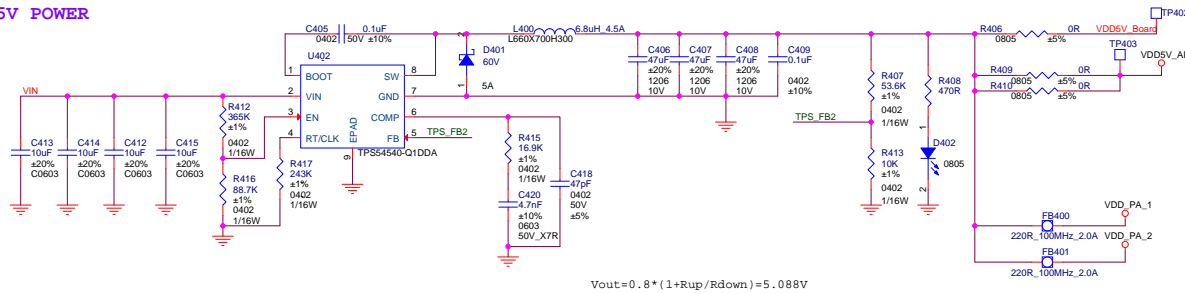 5V POWER
C405
0.1uF
0402
50V
±10%
U402
1
BOOT
SW
8
2
VIN
GND
7
3
EN
COMP
6
4
RT/CLK
FB
5
EPAD
9
TPS54540-Q1DDA
VIN
C413
10uF
±20%
C0603
C414
10uF
±20%
C0603
C412
10uF
±20%
C0603
C415
10uF
±20%
C0603
R412
365K
±1%
0402
1/16W
R416
88.7K
±1%
0402
1/16W
R417
243K
±1%
0402
1/16W
TPS_FB2
R415
16.9K
±1%
0402
1/16W
C420
4.7nF
±10%
0603
50V_X7R
C418
47pF
0402
50V
±5%
2
D401
60V
1
5A
L400
6.8uH_4.5A
L660X700H300
C406
47uF
±20%
1206
10V
C407
47uF
±20%
1206
10V
C408
47uF
±20%
1206
10V
C409
0.1uF
0402
±10%
R407
53.6K
±1%
0402
1/16W
TPS_FB2
R413
10K
±1%
0402
1/16W
R408
470R
1
D402
0805
2
R406
0R
0805
±5%
VDD5V_Board
TP402
TP403
R409
0R
0805
±5%
R410
0R
0805
±5%
FB400
220R_100MHz_2.0A
VDD_PA_1
FB401
220R_100MHz_2.0A
VDD_PA_2
Vout=0.8*(1+Rup/Rdown)=5.088V